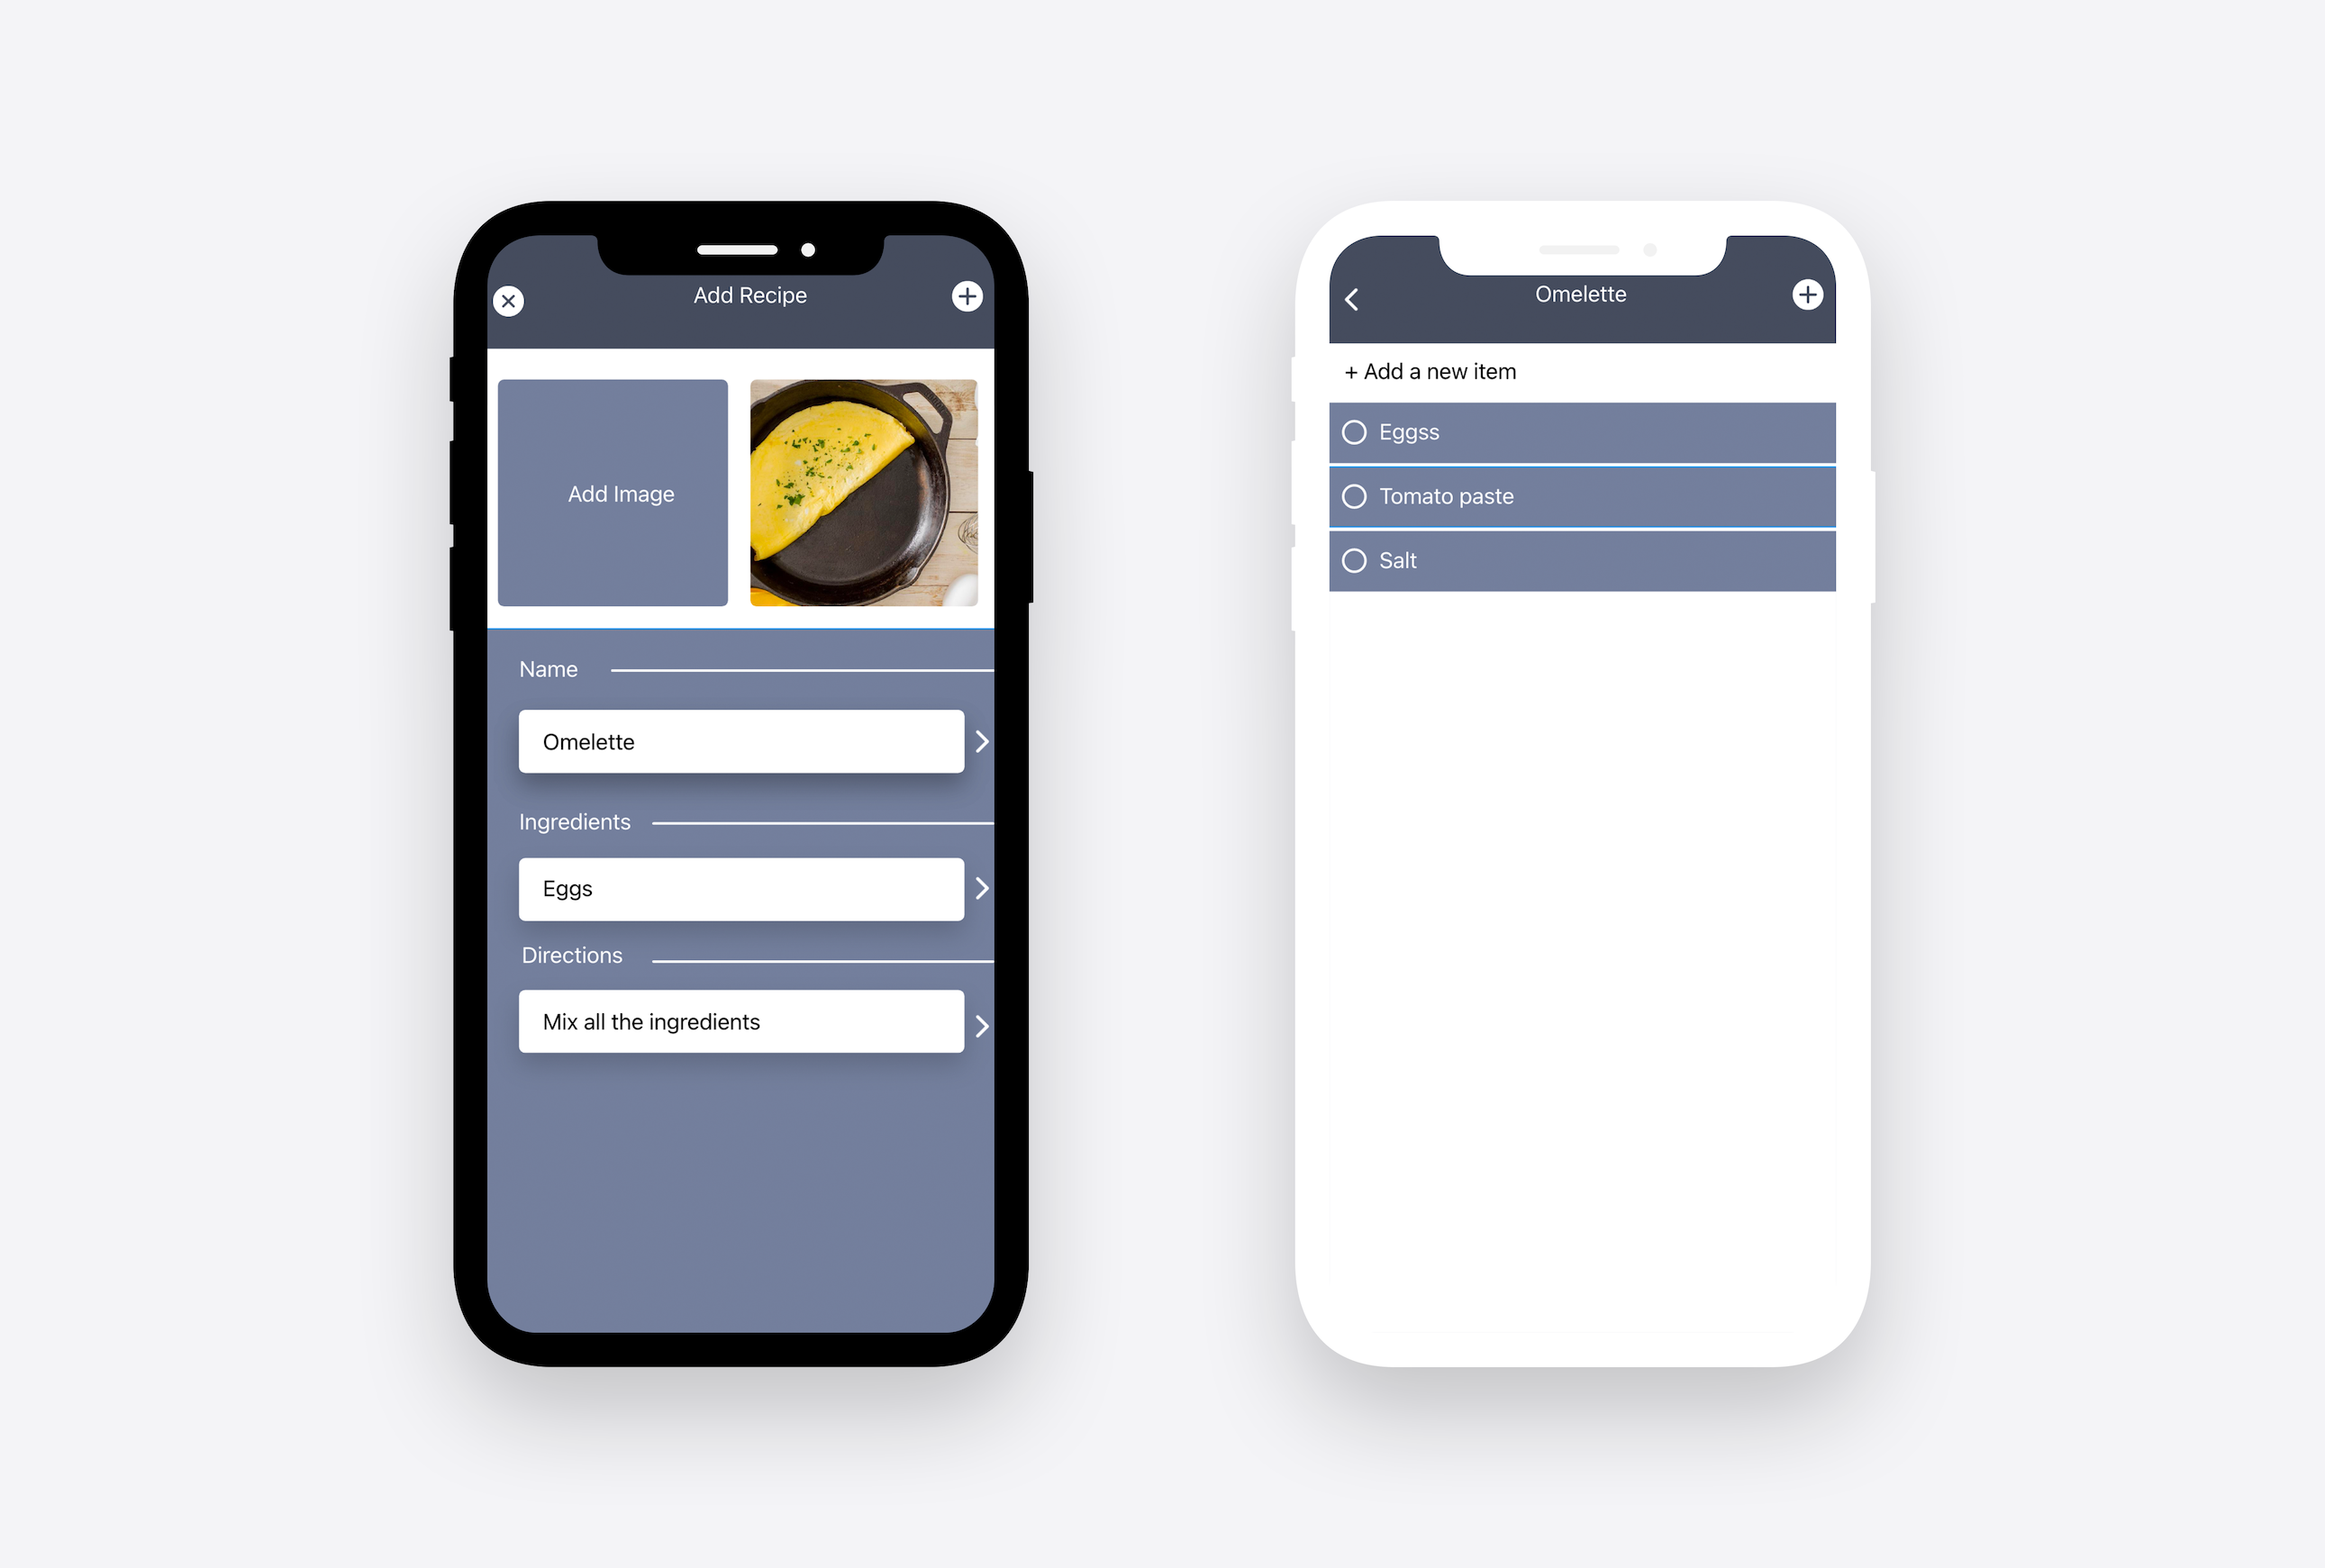 Add Recipe
Add Image
Name
Omelette
Ingredients
Eggs
Directions
Mix all the ingredients
Omelette
+ Add a new item
Eggss
Tomato paste
Salt